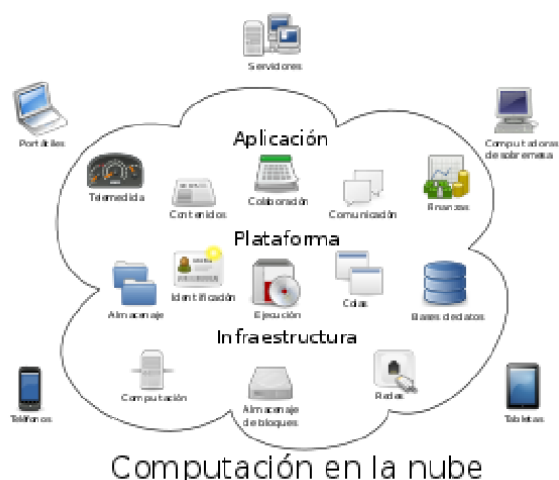 Servidores
Portátiles
Computadoras
de sobremesa
Aplicación
Telemedida
Contenidos
Colaboración
Comunicación
Finanzas
Plataforma
Almacenaje
Identificación
Ejecución
Colas
Bases de datos
Infraestructura
Computación
Almacenaje
de bloques
Redes
Teléfonos
Tabletas
Computación en la nube